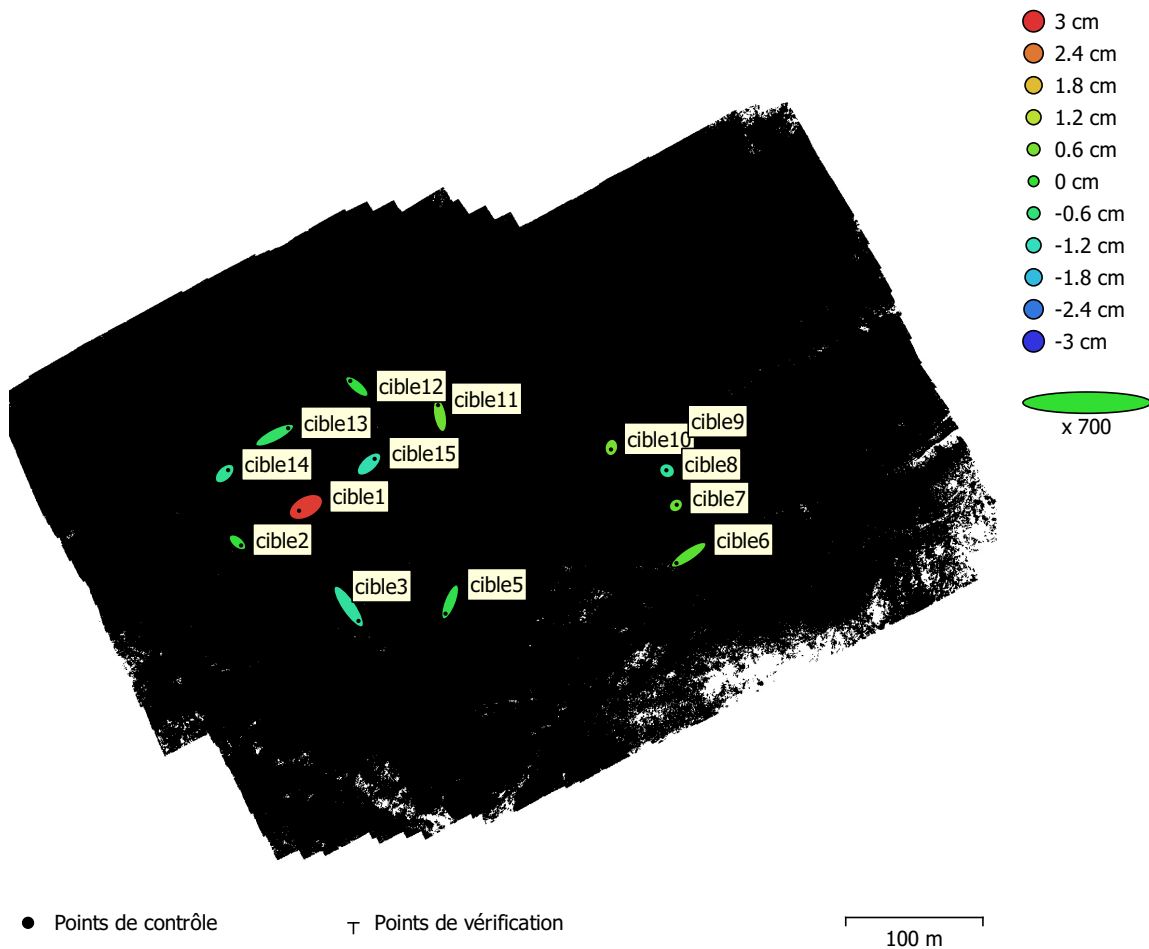 3 cm
2.4 cm
1.8 cm
1.2 cm
0.6 cm
0 cm
-0.6 cm
-1.2 cm
-1.8 cm
-2.4 cm
-3 cm
x 700
cible12
cible11
cible13
cible9
cible10
cible15
cible14
cible8
cible1
cible7
cible2
cible6
cible3
cible5
Points de contrôle
Points de vérification
100 m